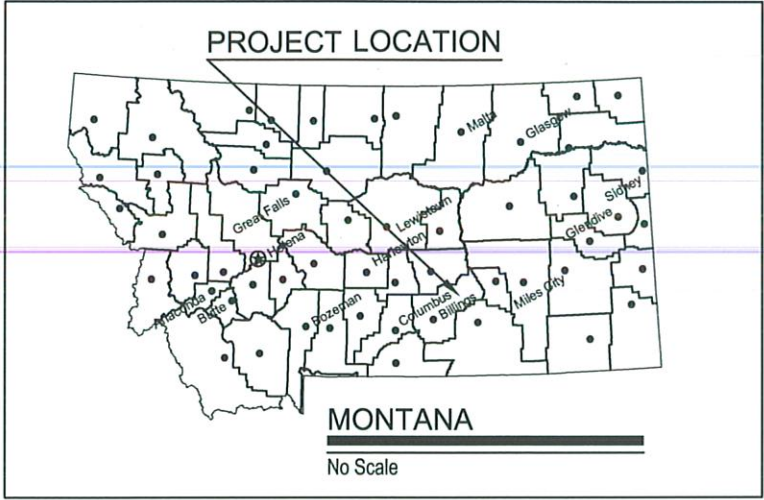 PROJECT LOCATION
Malta
Glasgow
Sidney
Great Falls
Lewistown
Glendive
Helena
Harlowton
Miles City
Anaconda
Butte
Bozeman
Columbus
Billings
MONTANA
No Scale